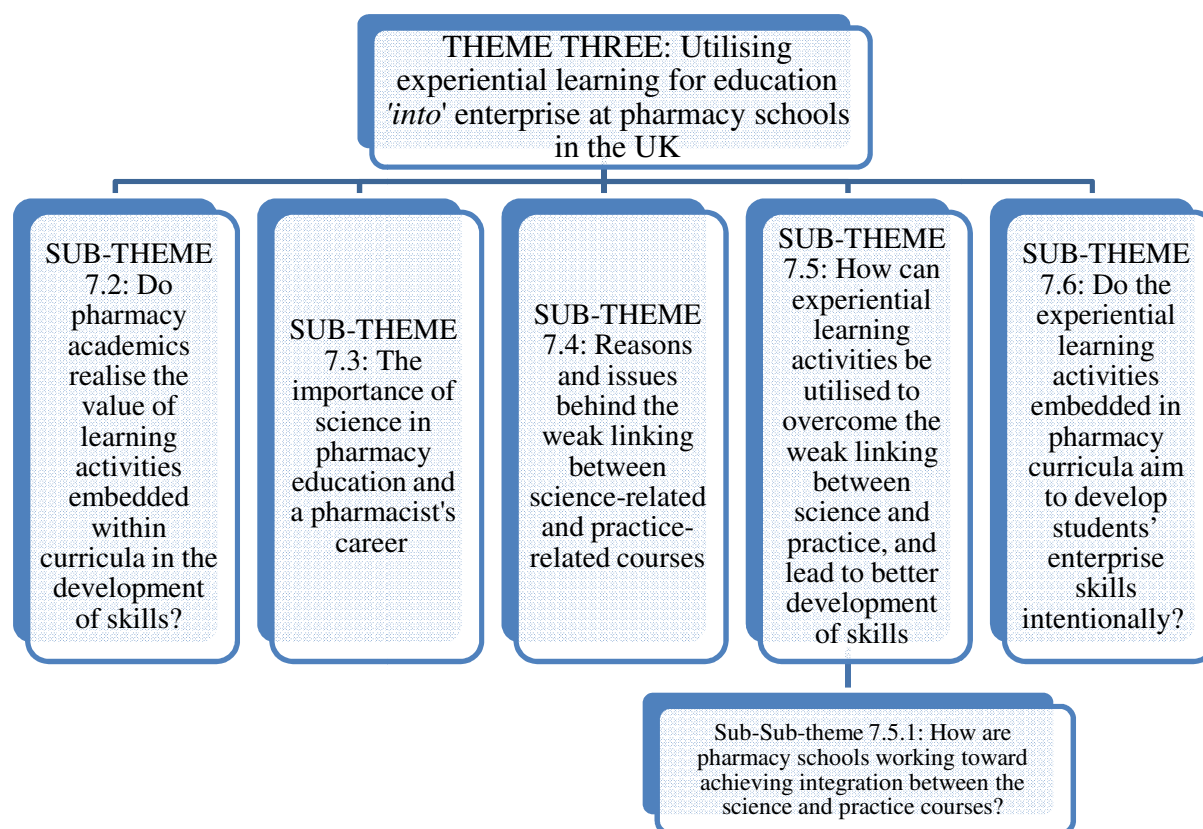 THEME THREE: Utilising
experiential learning for education
'into' enterprise at pharmacy schools
in the UK
SUB-THEME
7.2: Do
pharmacy
academics
realise the
value of
learning
activities
embedded
within
curricula in the
development
of skills?
SUB-THEME
7.3: The
importance of
science in
pharmacy
education and
a pharmacist's
career
SUB-THEME
7.4: Reasons
and issues
behind the
weak linking
between
science-related
and practice-
related courses
SUB-THEME
7.5: How can
experiential
learning
activities be
utilised to
overcome the
weak linking
between
science and
practice, and
lead to better
development
of skills
SUB-THEME
7.6: Do the
experiential
learning
activities
embedded in
pharmacy
curricula aim
to develop
students’
enterprise
skills
intentionally?
Sub-Sub-theme 7.5.1: How are
pharmacy schools working toward
achieving integration between the
science and practice courses?